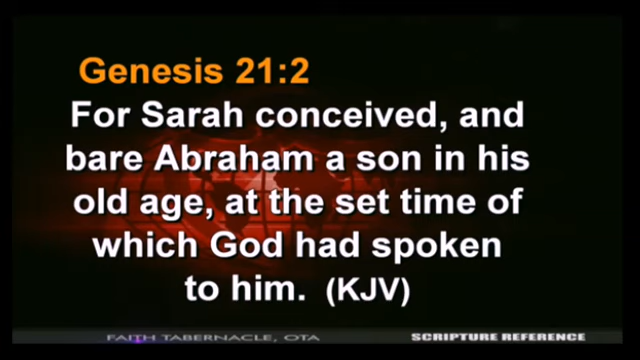 Genesis 21:2
For Sarah conceived, and
bare Abraham a son in his
old age, at the set time of
which God had spoken
to him. (KJV)
FAITH TABERNACLE, OTA
SCRIPTURE REFERENCE